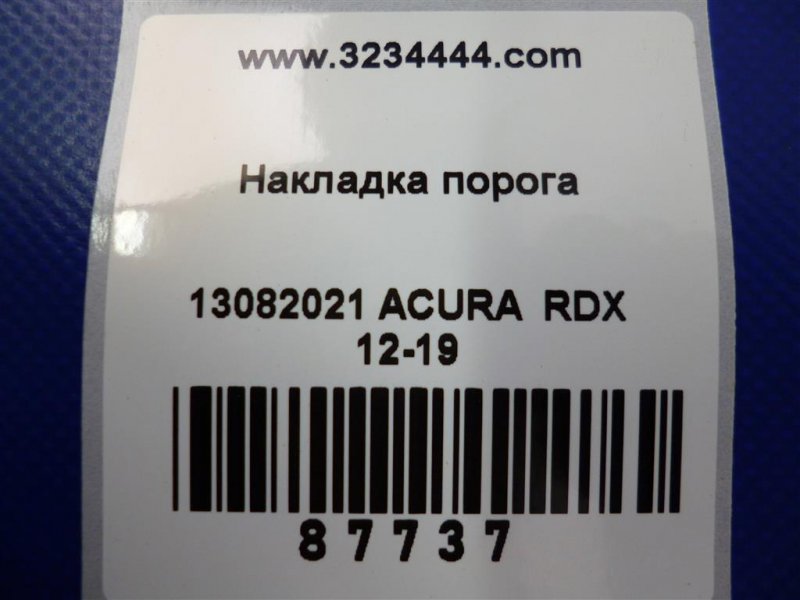 www.3234444.com
Накладка порога
13082021 ACURA RDX
12-19
87737